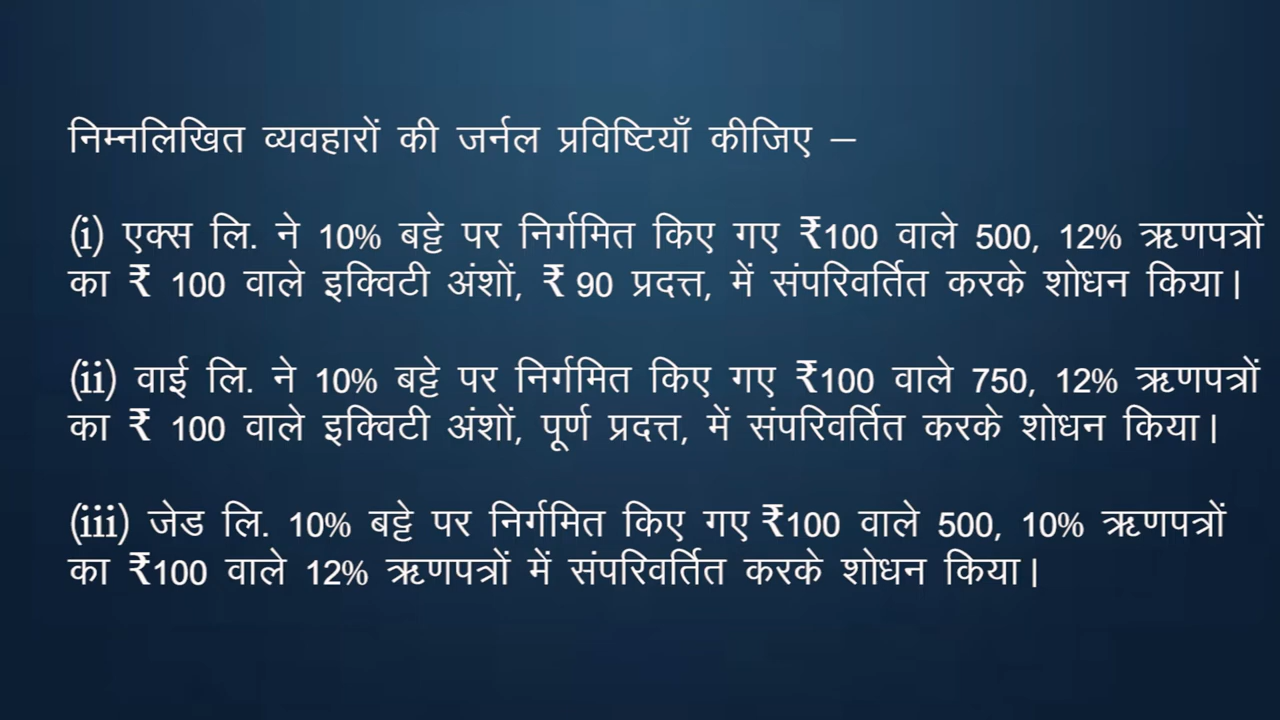 निम्नलिखित व्यवहारों की जर्नल प्रविष्टियाँ कीजिए –
(i) एक्स लि. ने 10% बट्टे पर निर्गमित किए गए ₹100 वाले 500, 12% ऋणपत्रों
का ₹ 100 वाले इक्विटी अंशों, ₹ 90 प्रदत्त, में संपरिवर्तित करके शोधन किया।
(ii) वाई लि. ने 10% बट्टे पर निर्गमित किए गए ₹100 वाले 750, 12% ऋणपत्रों
का ₹ 100 वाले इक्विटी अंशों, पूर्ण प्रदत्त, में संपरिवर्तित करके शोधन किया।
(iii) जेड लि. 10% बट्टे पर निर्गमित किए गए ₹100 वाले 500, 10% ऋणपत्रों
का ₹100 वाले 12% ऋणपत्रों में संपरिवर्तित करके शोधन किया।